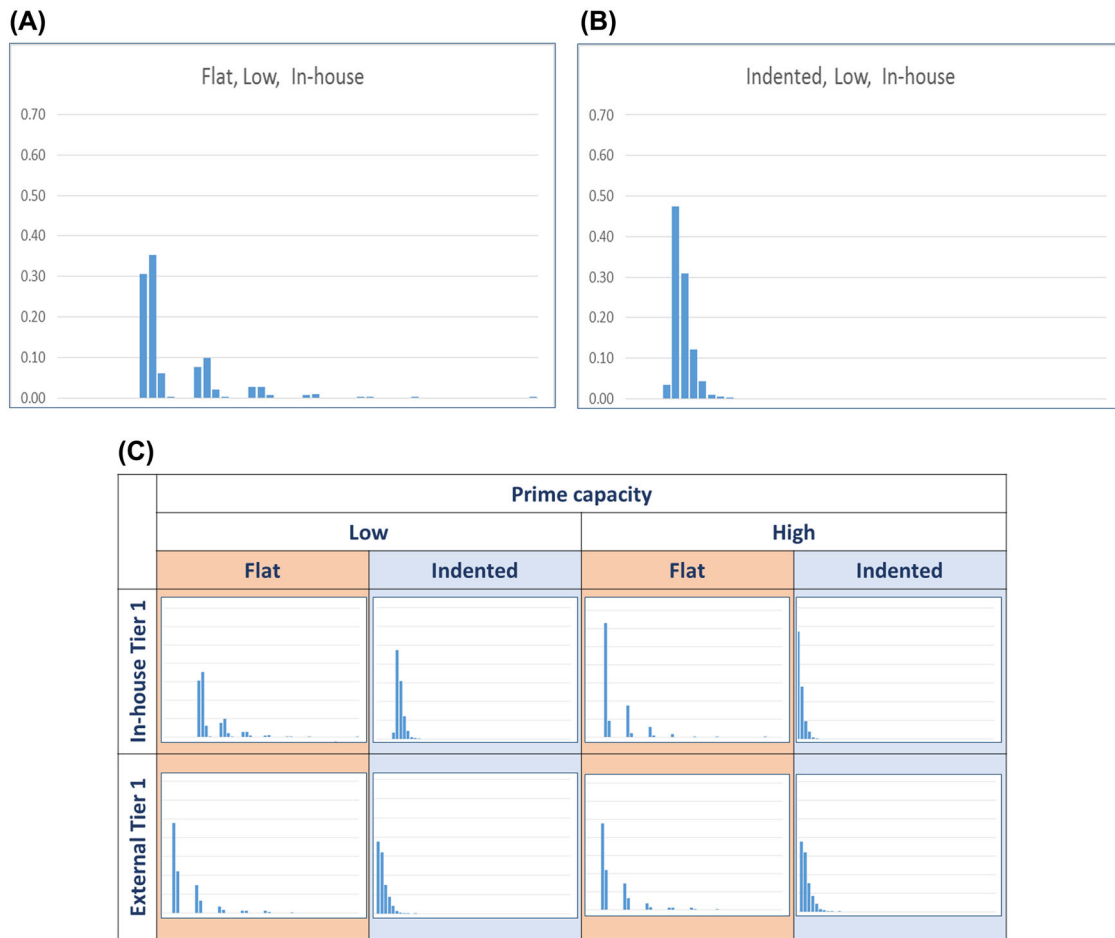 (A)
Flat, Low, In-house
0.70
0.60
0.50
0.40
0.30
0.20
0.10
0.00
(B)
Indented, Low, In-house
0.70
0.60
0.50
0.40
0.30
0.20
0.10
0.00
(C)
Prime capacity
Low High
Flat Indented Flat Indented
In-house Tier 1
External Tier 1